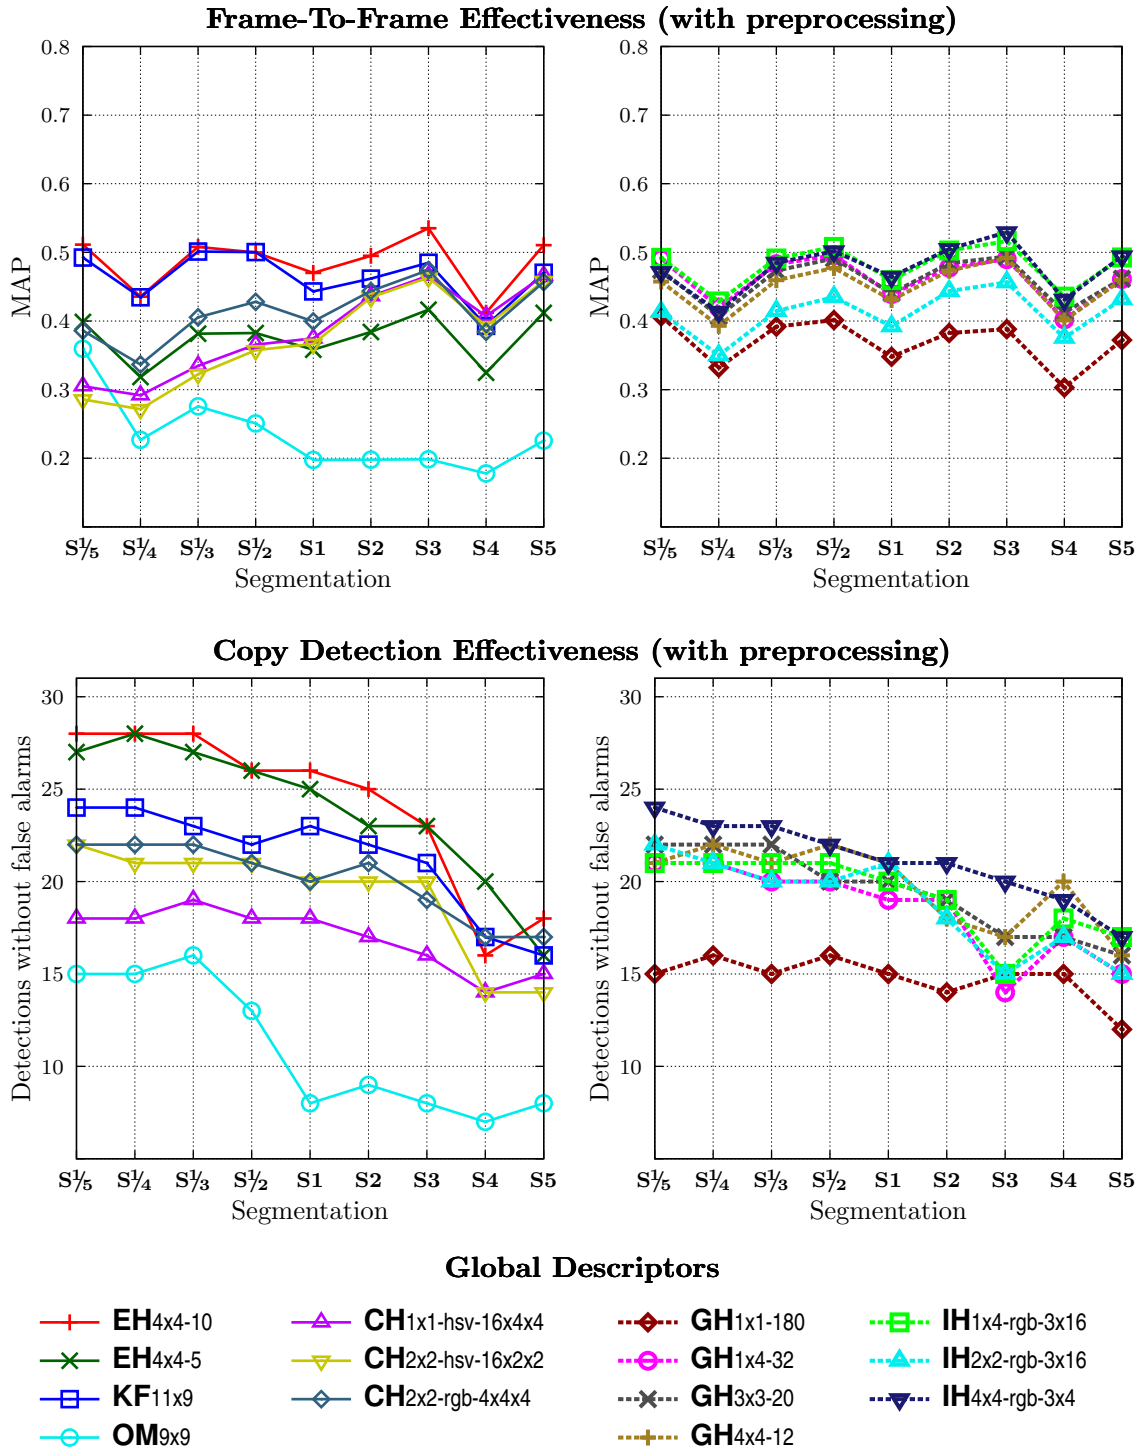 Frame-To-Frame Effectiveness (with preprocessing)
0.8
0.7
0.6
0.5
0.4
0.3
0.2
MAP
S⅕ S¼ S⅓ S½ S1 S2 S3 S4 S5
Segmentation
0.8
0.7
0.6
0.5
0.4
0.3
0.2
MAP
S⅕ S¼ S⅓ S½ S1 S2 S3 S4 S5
Segmentation
Copy Detection Effectiveness (with preprocessing)
30
25
20
15
10
Detections without false alarms
S⅕ S¼ S⅓ S½ S1 S2 S3 S4 S5
Segmentation
30
25
20
15
10
Detections without false alarms
S⅕ S¼ S⅓ S½ S1 S2 S3 S4 S5
Segmentation
Global Descriptors
EH4x4-10
EH4x4-5
KF11x9
OM9x9
CH1x1-hsv-16x4x4
CH2x2-hsv-16x2x2
CH2x2-rgb-4x4x4
GH1x1-180
GH1x4-32
GH3x3-20
GH4x4-12
IH1x4-rgb-3x16
IH2x2-rgb-3x16
IH4x4-rgb-3x4